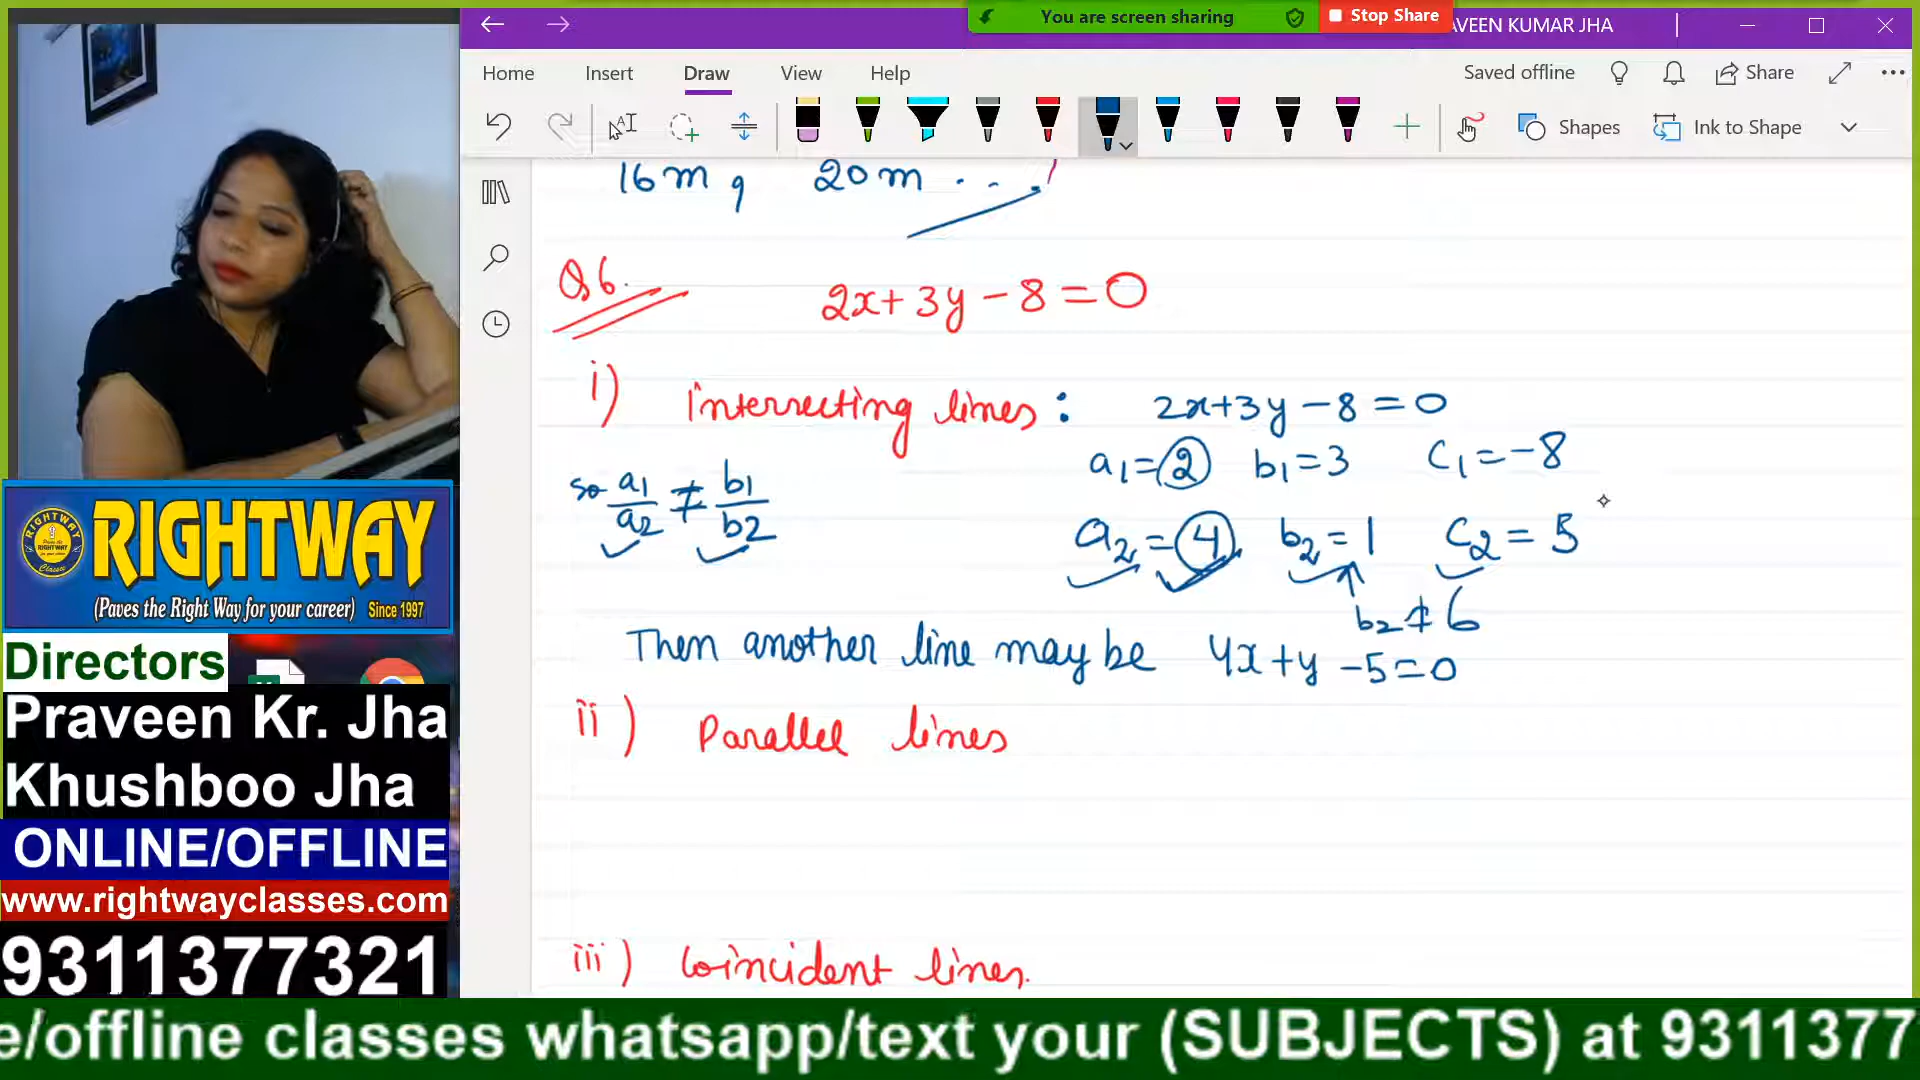 You are screen sharing
Stop Share
AVEEN KUMAR JHA
Home Insert Draw View Help
Saved offline
Share
Shapes
Ink to Shape
16m, 20m ...
Q6. 2x+3y-8=0
i) Intersecting lines: 2x+3y-8=0
a1=2 b1=3 C1=-8
so a1/a2 ≠ b1/b2
a2=4 b2=1 C2=5
b2≠6
Then another line may be 4x+y-5=0
ii) Parallel lines
iii) Coincident lines.
RIGHTWAY
Classes
(Paves the Right Way for your career) Since 1997
Directors
Praveen Kr. Jha
Khushboo Jha
ONLINE/OFFLINE
www.rightwayclasses.com
9311377321
e/offline classes whatsapp/text your (SUBJECTS) at 9311377